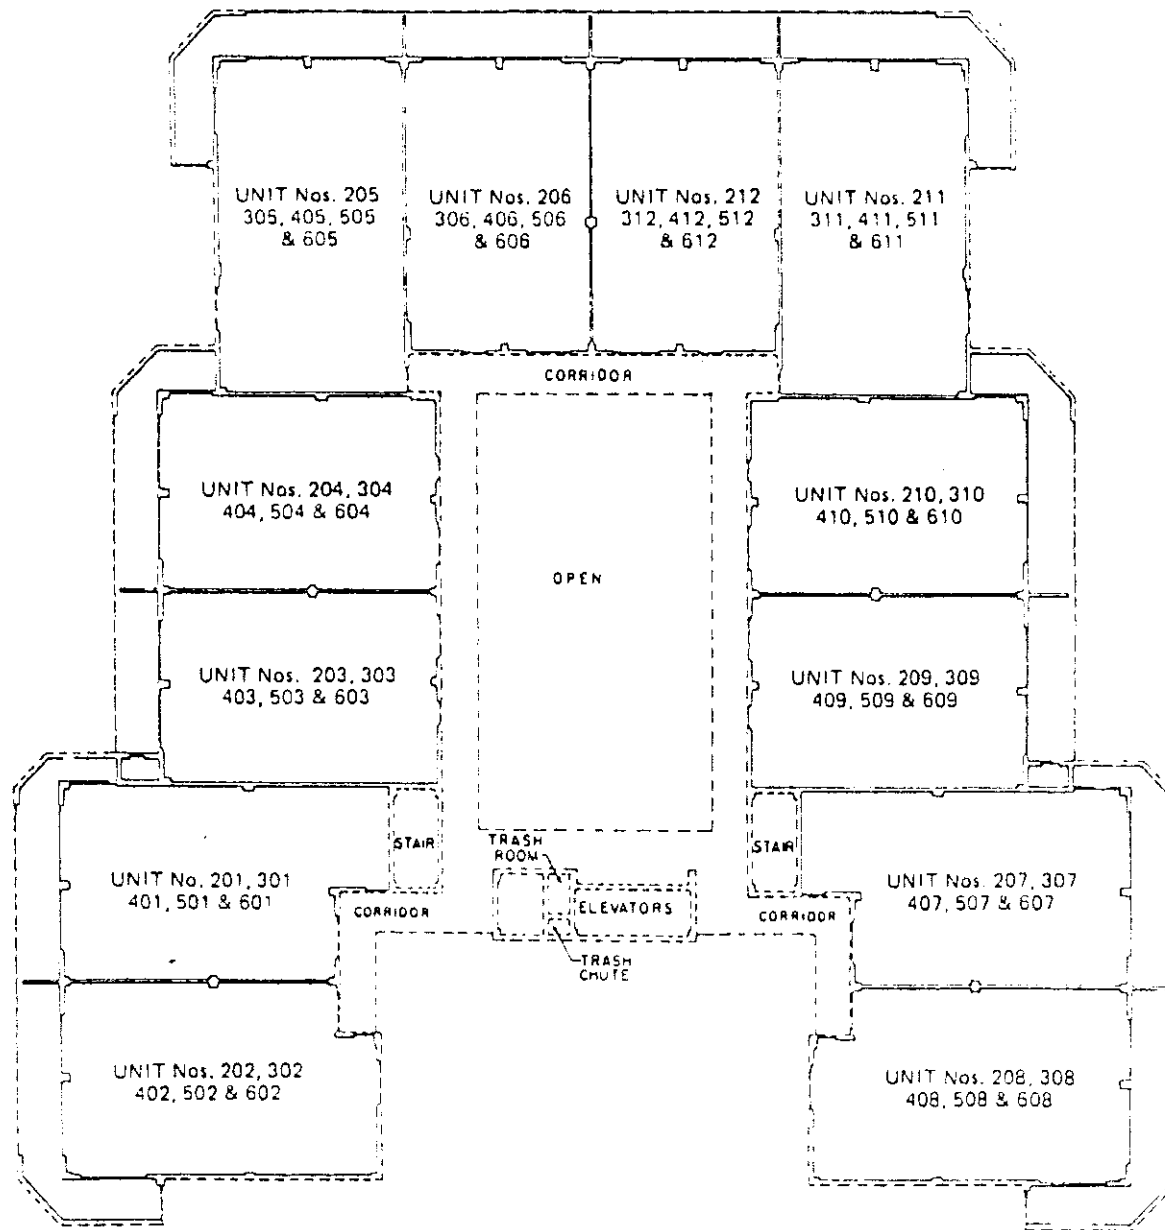 UNIT Nos. 205
305, 405, 505
& 605
UNIT Nos. 206
306, 406, 506
& 606
UNIT Nos. 212
312, 412, 512
& 612
UNIT Nos. 211
311, 411, 511
& 611
CORRIDOR
UNIT Nos. 204, 304
404, 504 & 604
UNIT Nos. 210, 310
410, 510 & 610
OPEN
UNIT Nos. 203, 303
403, 503 & 603
UNIT Nos. 209, 309
409, 509 & 609
STAIR
TRASH
ROOM
STAIR
UNIT No. 201, 301
401, 501 & 601
UNIT Nos. 207, 307
407, 507 & 607
CORRIDOR
ELEVATORS
CORRIDOR
TRASH
CHUTE
UNIT Nos. 202, 302
402, 502 & 602
UNIT Nos. 208, 308
408, 508 & 608